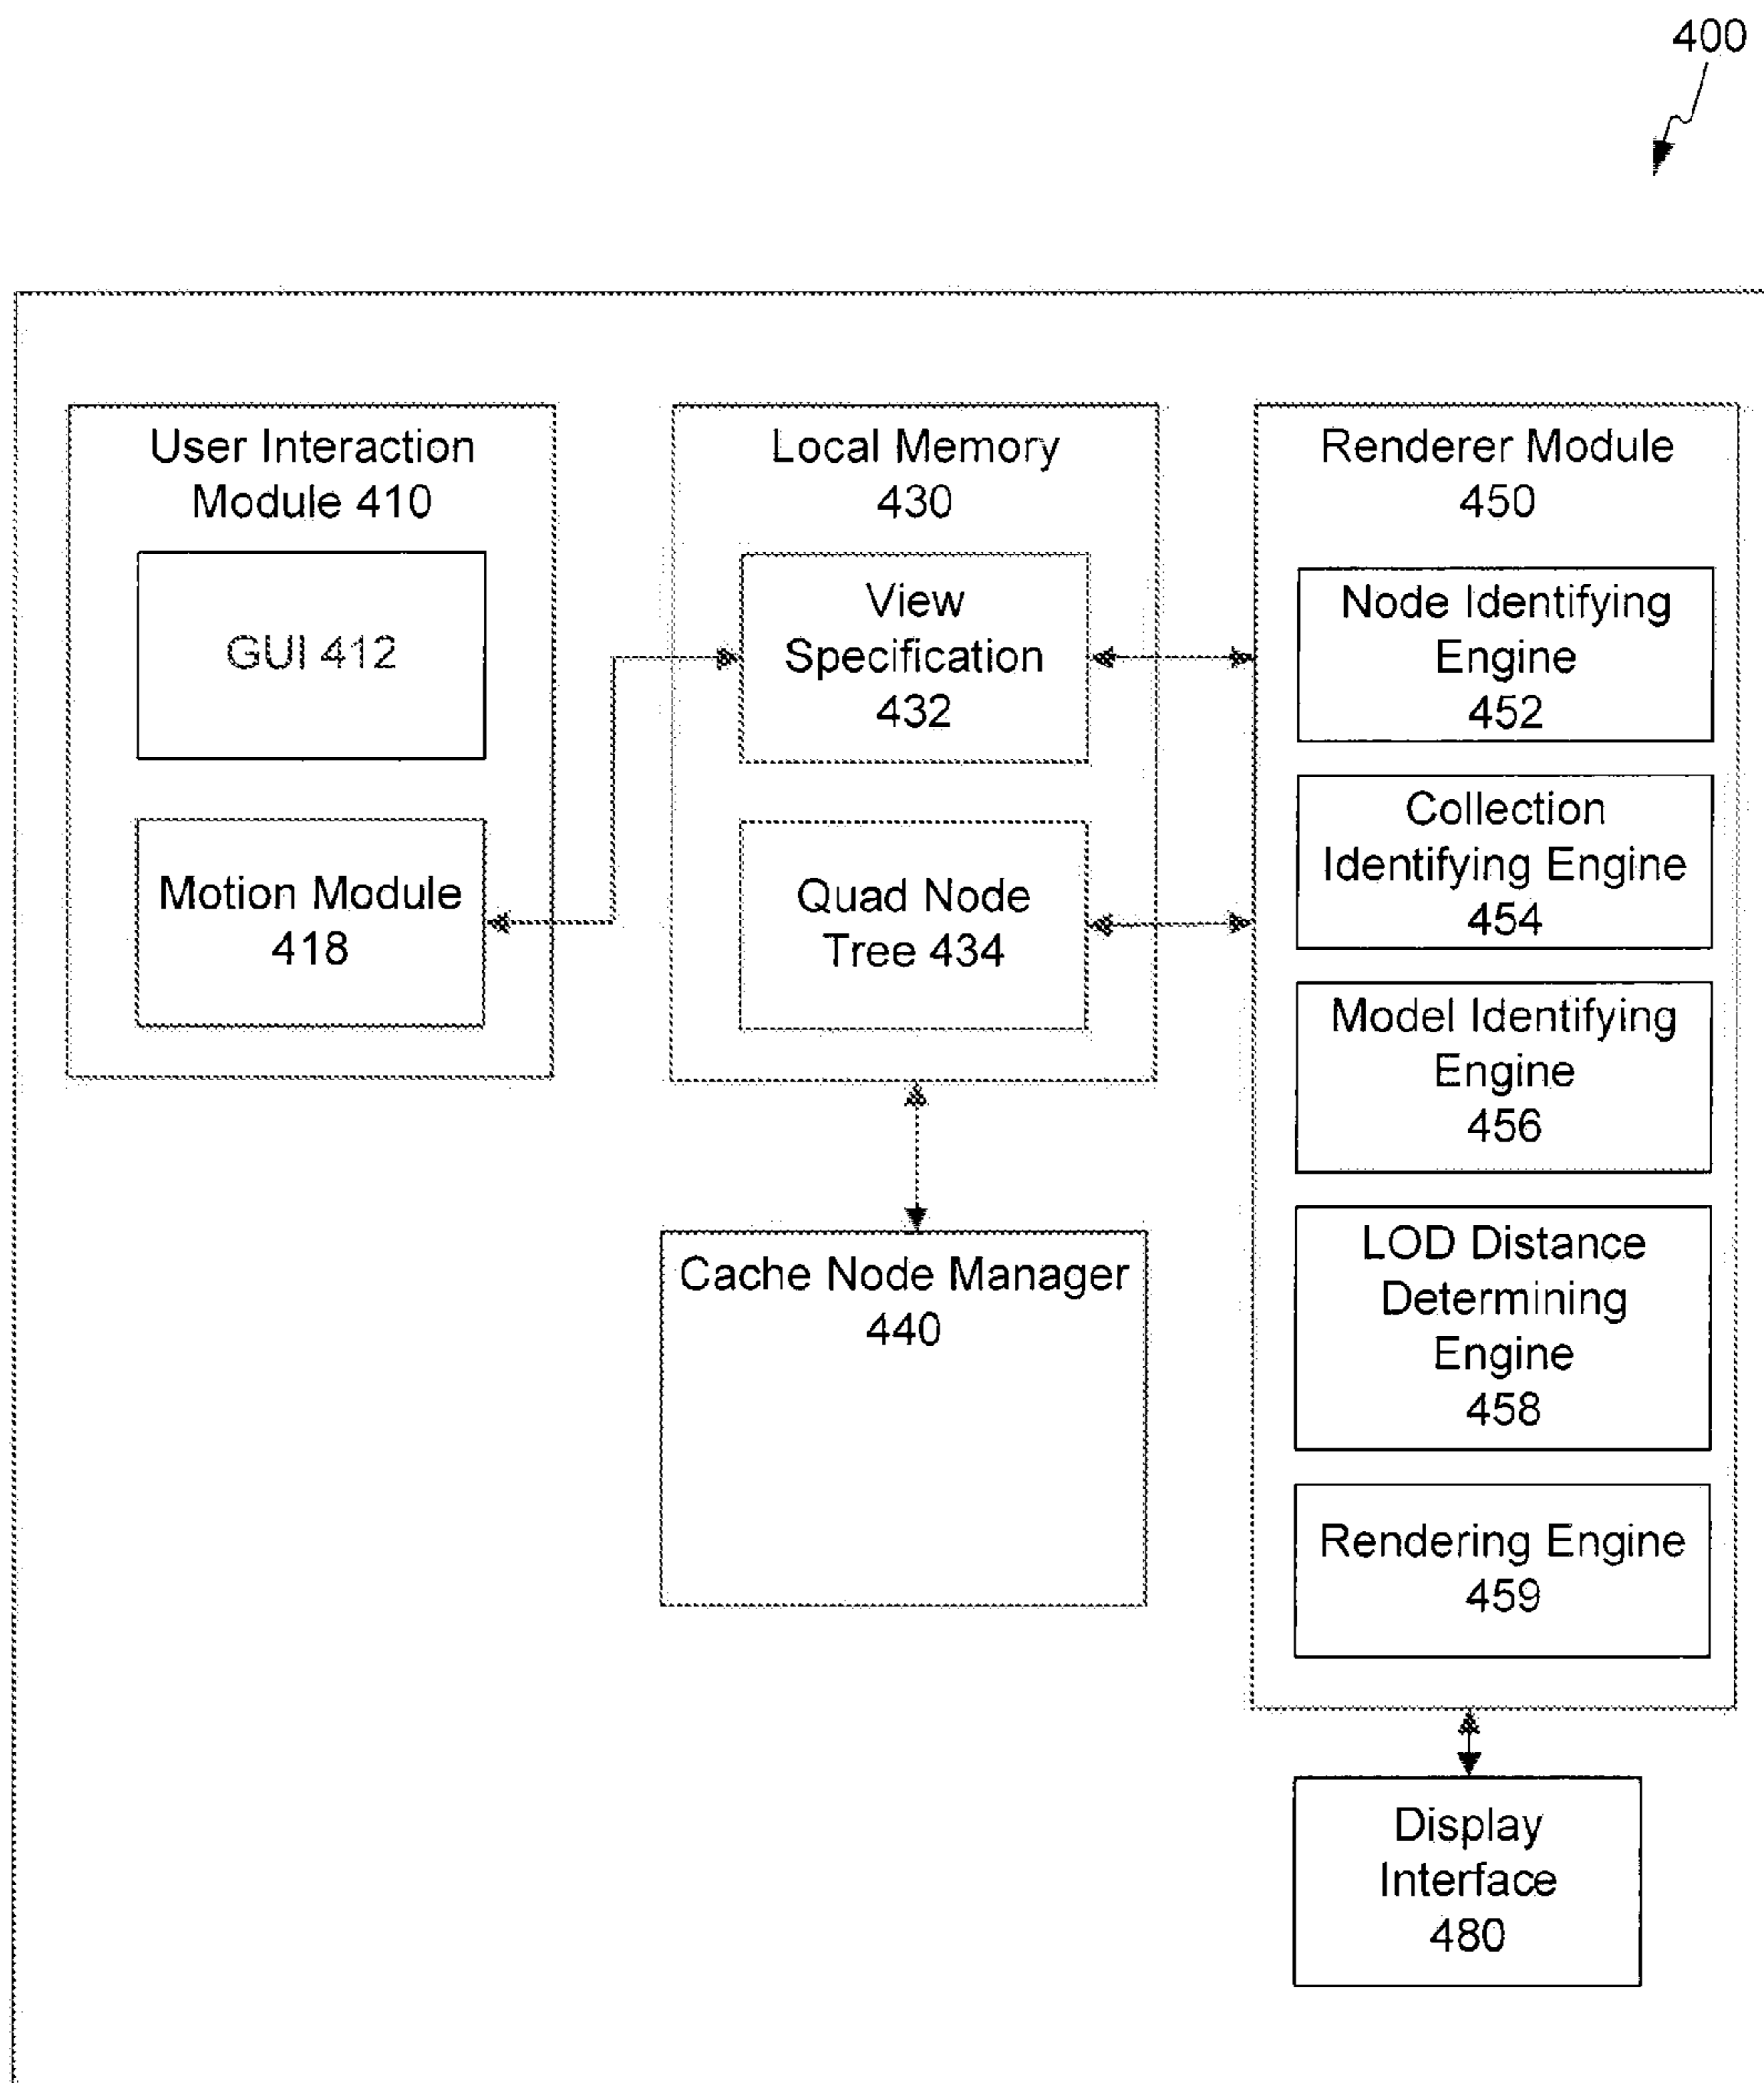 400
User Interaction
Module 410
GUI 412
Motion Module
418
Local Memory
430
View
Specification
432
Quad Node
Tree 434
Cache Node Manager
440
Renderer Module
450
Node Identifying
Engine
452
Collection
Identifying Engine
454
Model Identifying
Engine
456
LOD Distance
Determining
Engine
458
Rendering Engine
459
Display
Interface
480